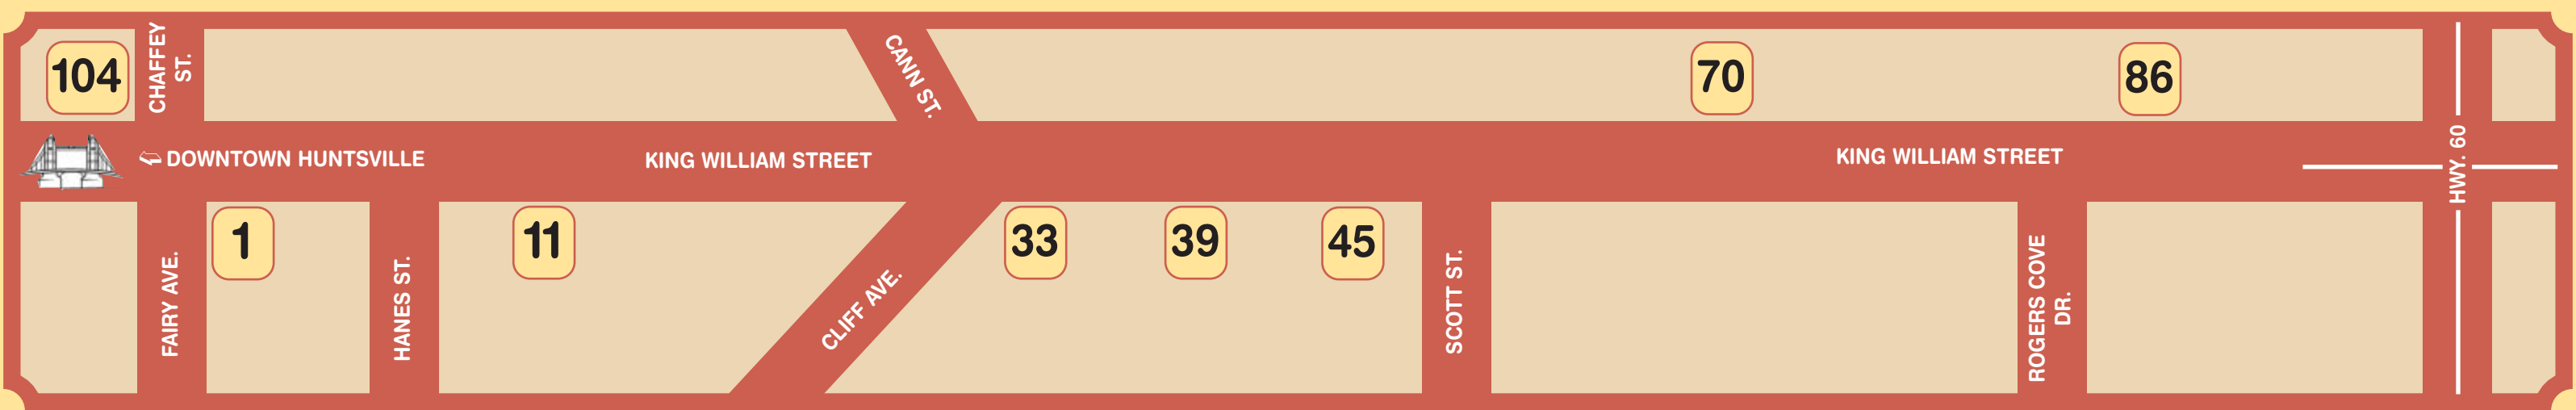 104
CHAFFEY
ST.
CANN ST.
70
86
DOWNTOWN HUNTSVILLE
KING WILLIAM STREET
KING WILLIAM STREET
HWY. 60
1
11
33
39
45
FAIRY AVE.
HANES ST.
CLIFF AVE.
SCOTT ST.
ROGERS COVE
DR.